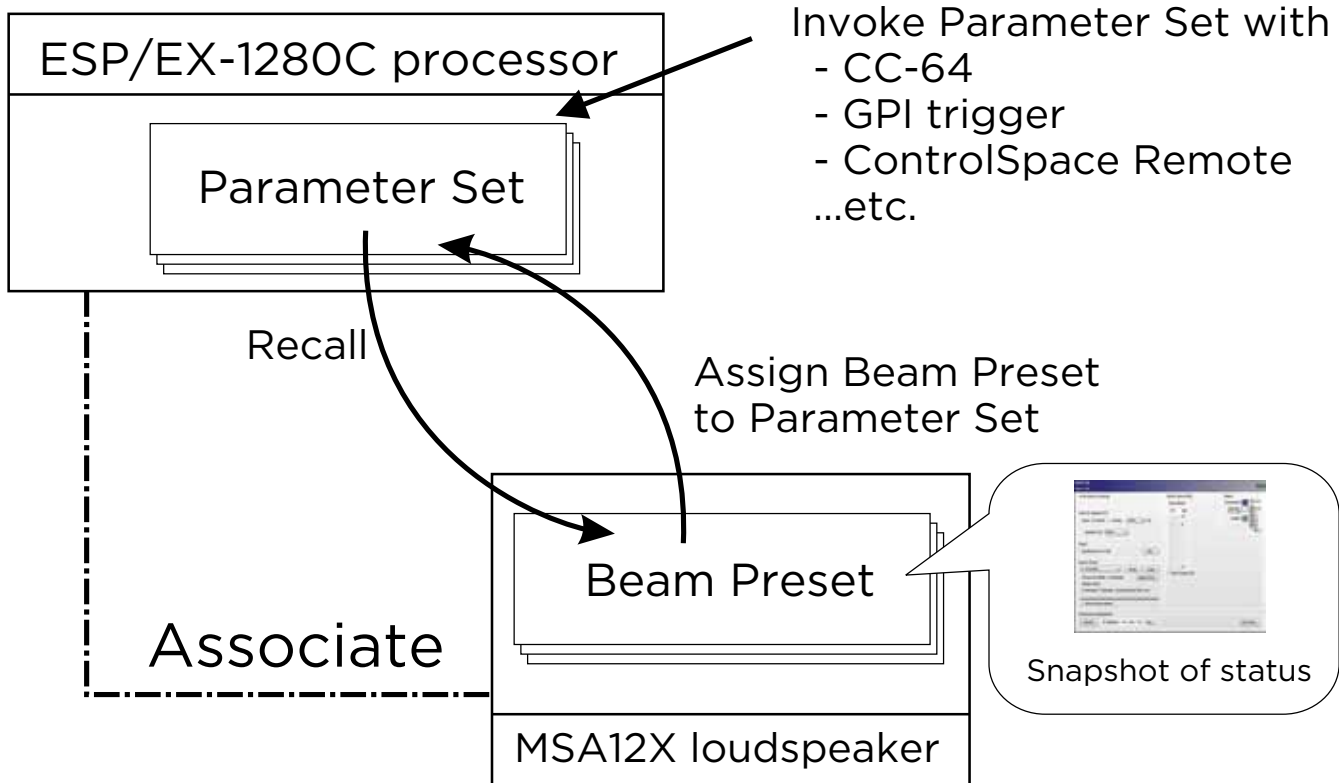 ESP/EX-1280C processor
Parameter Set
Invoke Parameter Set with
- CC-64
- GPI trigger
- ControlSpace Remote
...etc.
Recall
Assign Beam Preset
to Parameter Set
Associate
Beam Preset
MSA12X loudspeaker
Snapshot of status